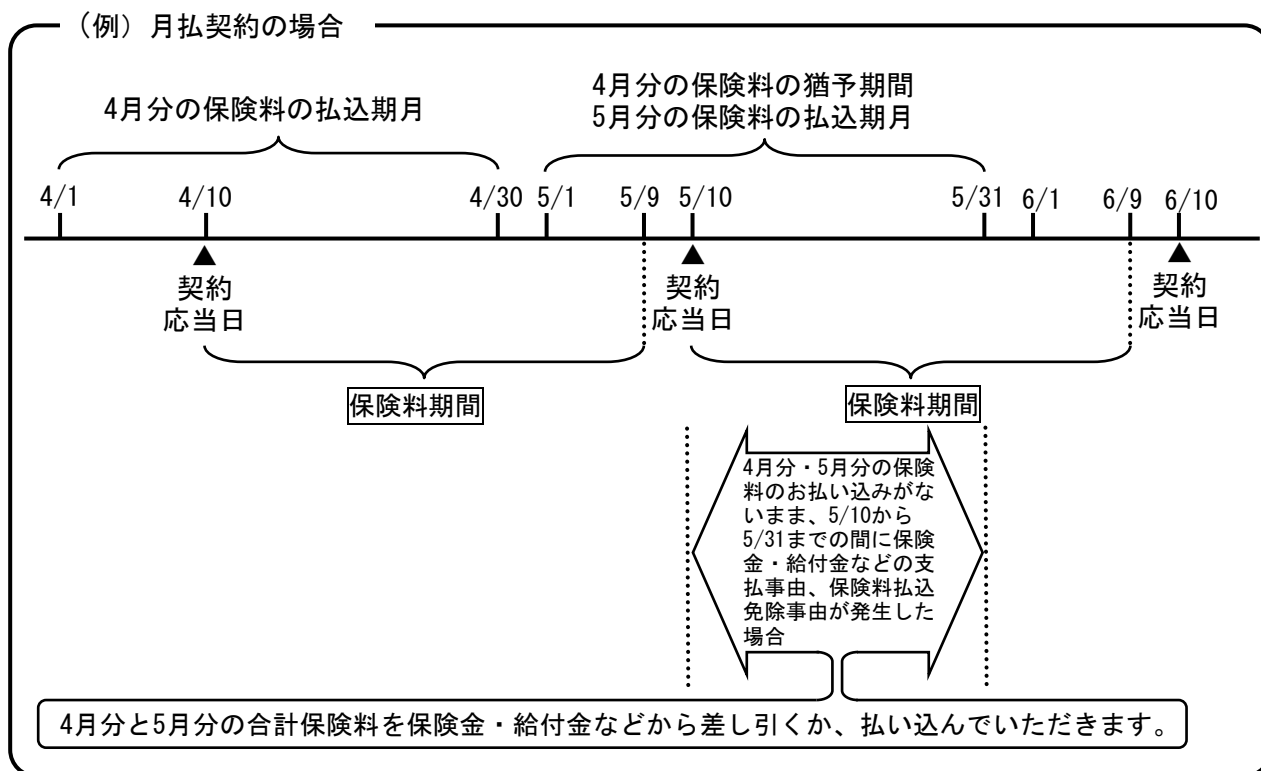 （例）月払契約の場合
4月分の保険料の払込期月
4月分の保険料の猶予期間
5月分の保険料の払込期月
4/1 4/10 4/30 5/1 5/9 5/10 5/31 6/1 6/9 6/10
契約
応当日
契約
応当日
契約
応当日
保険料期間
保険料期間
4月分・5月分の保険
料のお払い込みがな
いまま、5/10から
5/31までの間に保険
金・給付金などの支
払事由、保険料払込
免除事由が発生した
場合
4月分と5月分の合計保険料を保険金・給付金などから差し引くか、払い込んでいただきます。